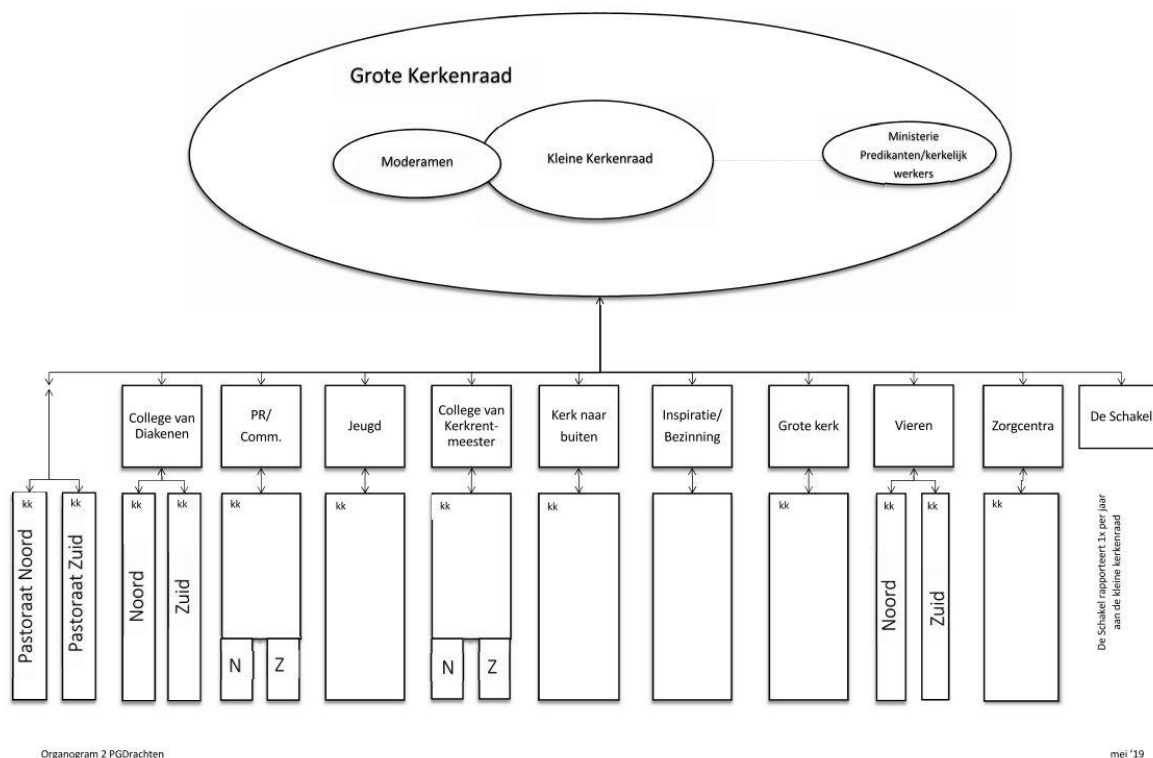 Grote Kerkenraad
Moderamen
Kleine Kerkenraad
Ministerie
Predikanten/kerkelijk
werkers
College van
Diakenen
PR/
Comm.
Jeugd
College van
Kerkrent-
meester
Kerk naar
buiten
Inspiratie/
Bezinning
Grote kerk
Vieren
Zorgcentra
De Schakel
kk
Pastoraat Noord
kk
Pastoraat Zuid
kk
Noord
kk
Zuid
kk
N
Z
kk
kk
N
Z
kk
kk
kk
Noord
kk
Zuid
kk
De Schakel rapporteert 1x per jaar
aan de kleine kerkenraad
Organogram 2 PGDrachten
mei '19